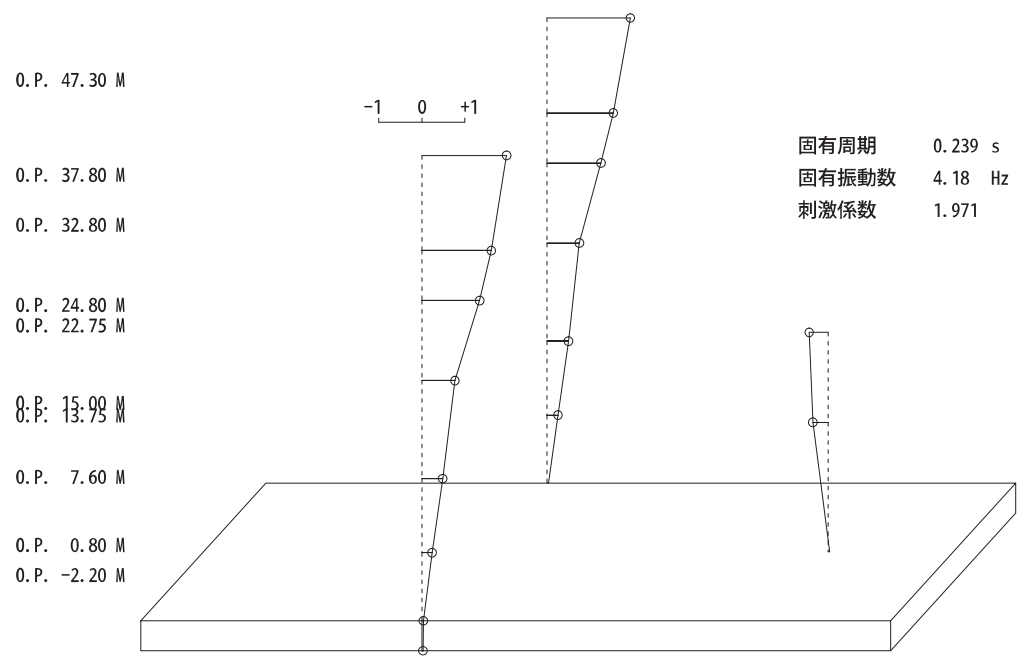 O.P. 47.30 M
-1 0 +1
固有周期 0.239 s
O.P. 37.80 M
固有振動数 4.18 Hz
刺激係数 1.971
O.P. 32.80 M
O.P. 24.80 M
O.P. 22.75 M
O.P. 15.00 M
O.P. 13.75 M
O.P. 7.60 M
O.P. 0.80 M
O.P. -2.20 M